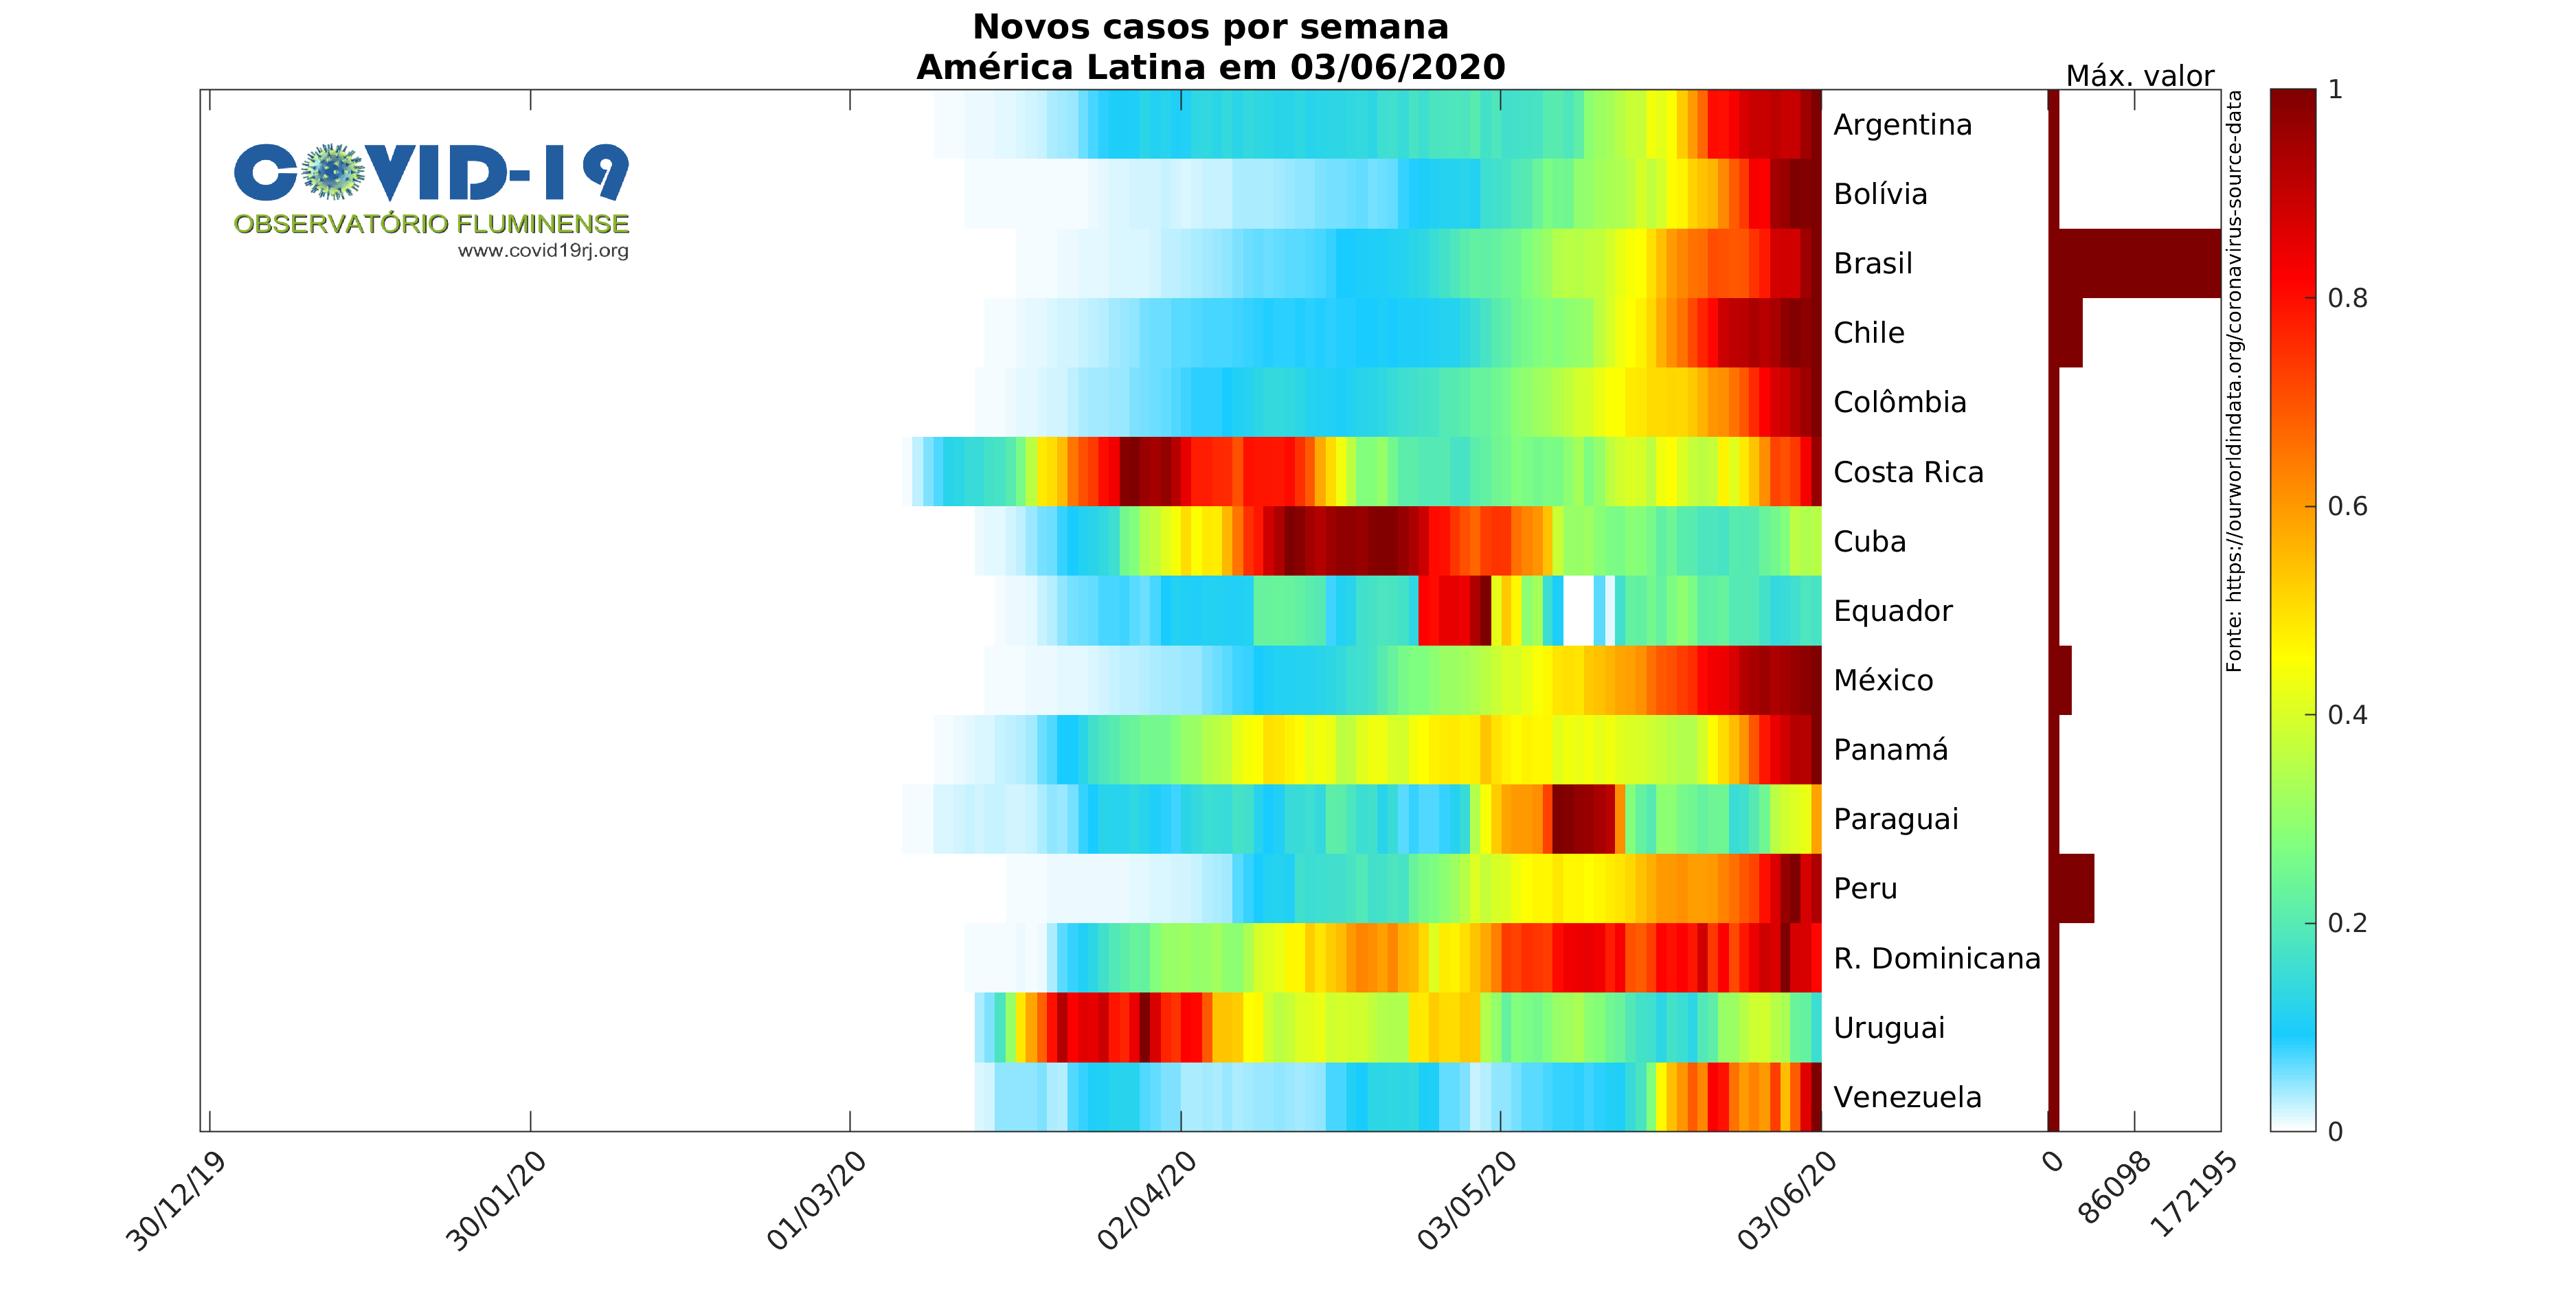 Novos casos por semana
América Latina em 03/06/2020
Máx. valor
COVID-19
OBSERVATÓRIO FLUMINENSE
www.covid19rj.org
Argentina
Bolívia
Brasil
Chile
Colômbia
Costa Rica
Cuba
Equador
México
Panamá
Paraguai
Peru
R. Dominicana
Uruguai
Venezuela
Fonte: https://ourworldindata.org/coronavirus-source-data
1
0.8
0.6
0.4
0.2
0
30/12/19
30/01/20
01/03/20
02/04/20
03/05/20
03/06/20
0
86098
172195